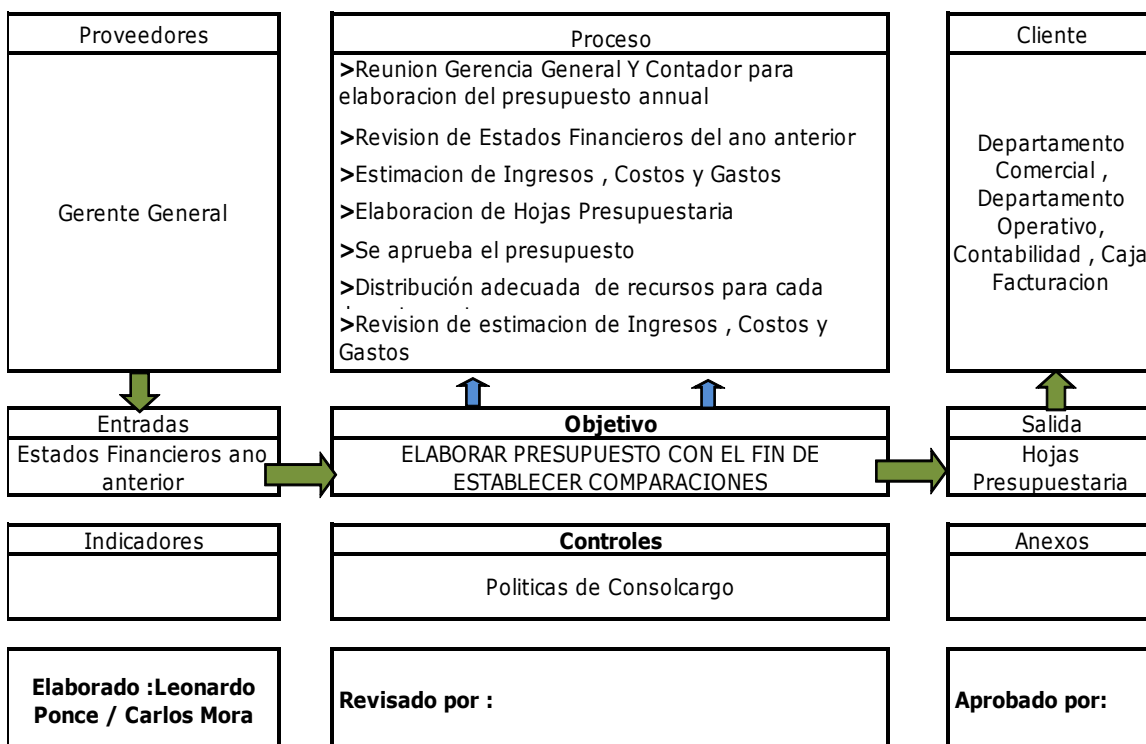 Proveedores
Gerente General
Proceso
>Reunion Gerencia General Y Contador para
elaboracion del presupuesto annual
>Revision de Estados Financieros del ano anterior
>Estimacion de Ingresos , Costos y Gastos
>Elaboracion de Hojas Presupuestaria
>Se aprueba el presupuesto
>Distribución adecuada de recursos para cada
>Revision de estimacion de Ingresos , Costos y
Gastos
Cliente
Departamento
Comercial ,
Departamento
Operativo,
Contabilidad , Caja
Facturacion
Entradas
Estados Financieros ano
anterior
Objetivo
ELABORAR PRESUPUESTO CON EL FIN DE
ESTABLECER COMPARACIONES
Salida
Hojas
Presupuestaria
Indicadores
Controles
Politicas de Consolcargo
Anexos
Elaborado :Leonardo
Ponce / Carlos Mora
Revisado por :
Aprobado por: